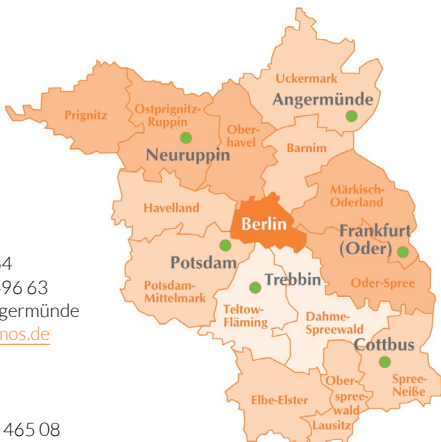 Uckermark
Angermünde
Prignitz
Ostprignitz-
Ruppin
Ober-
havel
Neuruppin
Barnim
Märkisch-
Oderland
Havelland
Berlin
Frankfurt
(Oder)
Potsdam
Oder-Spree
Potsdam-
Mittelmark
Trebbin
Teltow-
Fläming
Dahme-
Spreewald
Cottbus
Spree-
Neiße
Ober-
spree-
wald
Lausitz
Elbe-Elster
4
96 63
germünde
mos.de
465 08